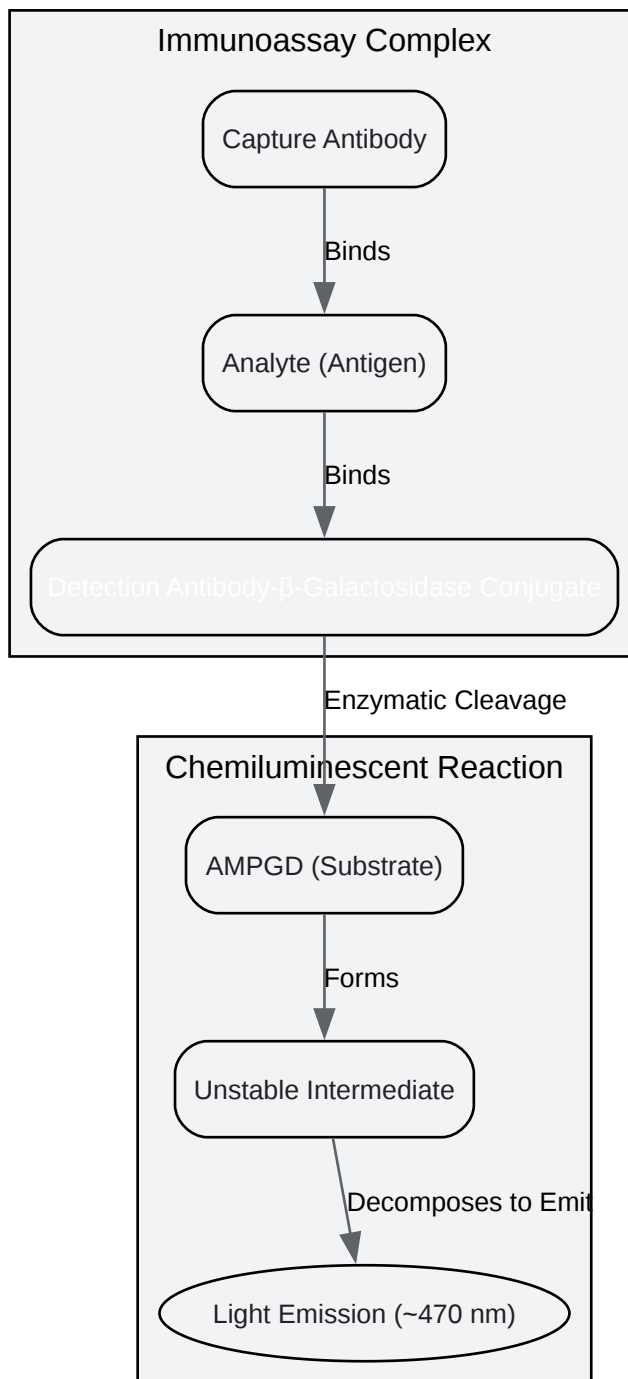 Immunoassay Complex
Capture Antibody
Binds
Analyte (Antigen)
Binds
Detection Antibody-β-Galactosidase Conjugate
Enzymatic Cleavage
Chemiluminescent Reaction
AMPGD (Substrate)
Forms
Unstable Intermediate
Decomposes to Emit
Light Emission (~470 nm)